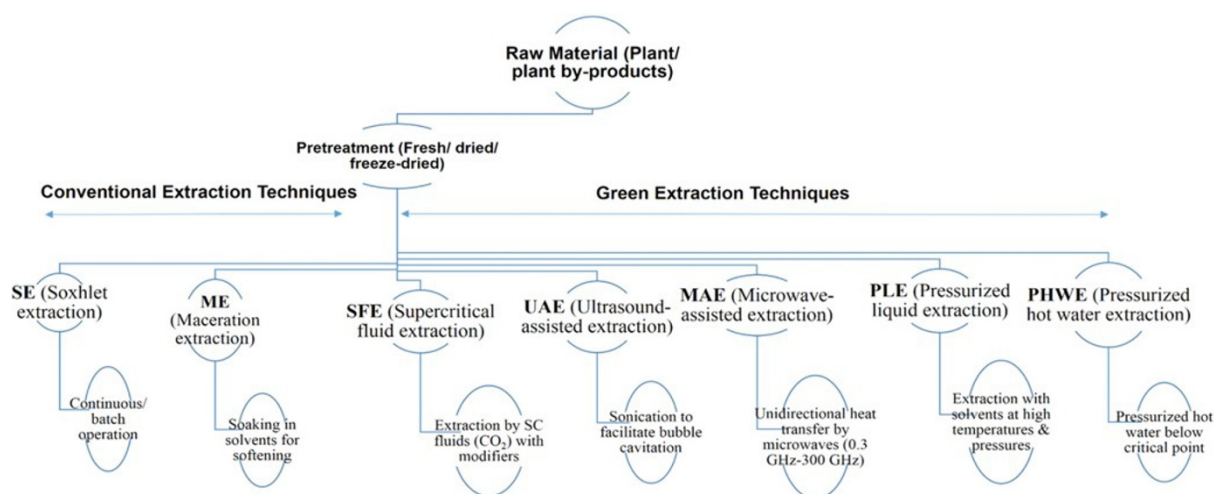 Raw Material (Plant/
plant by-products)
Pretreatment (Fresh/ dried/
freeze-dried)
Conventional Extraction Techniques
Green Extraction Techniques
SE (Soxhlet
extraction)
ME
(Maceration
extraction)
SFE (Supercritical
fluid extraction)
UAE (Ultrasound-
assisted extraction)
MAE (Microwave-
assisted extraction)
PLE (Pressurized
liquid extraction)
PHWE (Pressurized
hot water extraction)
Continuous/
batch
operation
Soaking in
solvents for
softening
Extraction by SC
fluids (CO₂) with
modifiers
Sonication to
facilitate bubble
cavitation
Unidirectional heat
transfer by
microwaves (0.3
GHz-300 GHz)
Extraction with
solvents at high
temperatures &
pressures
Pressurized hot
water below
critical point